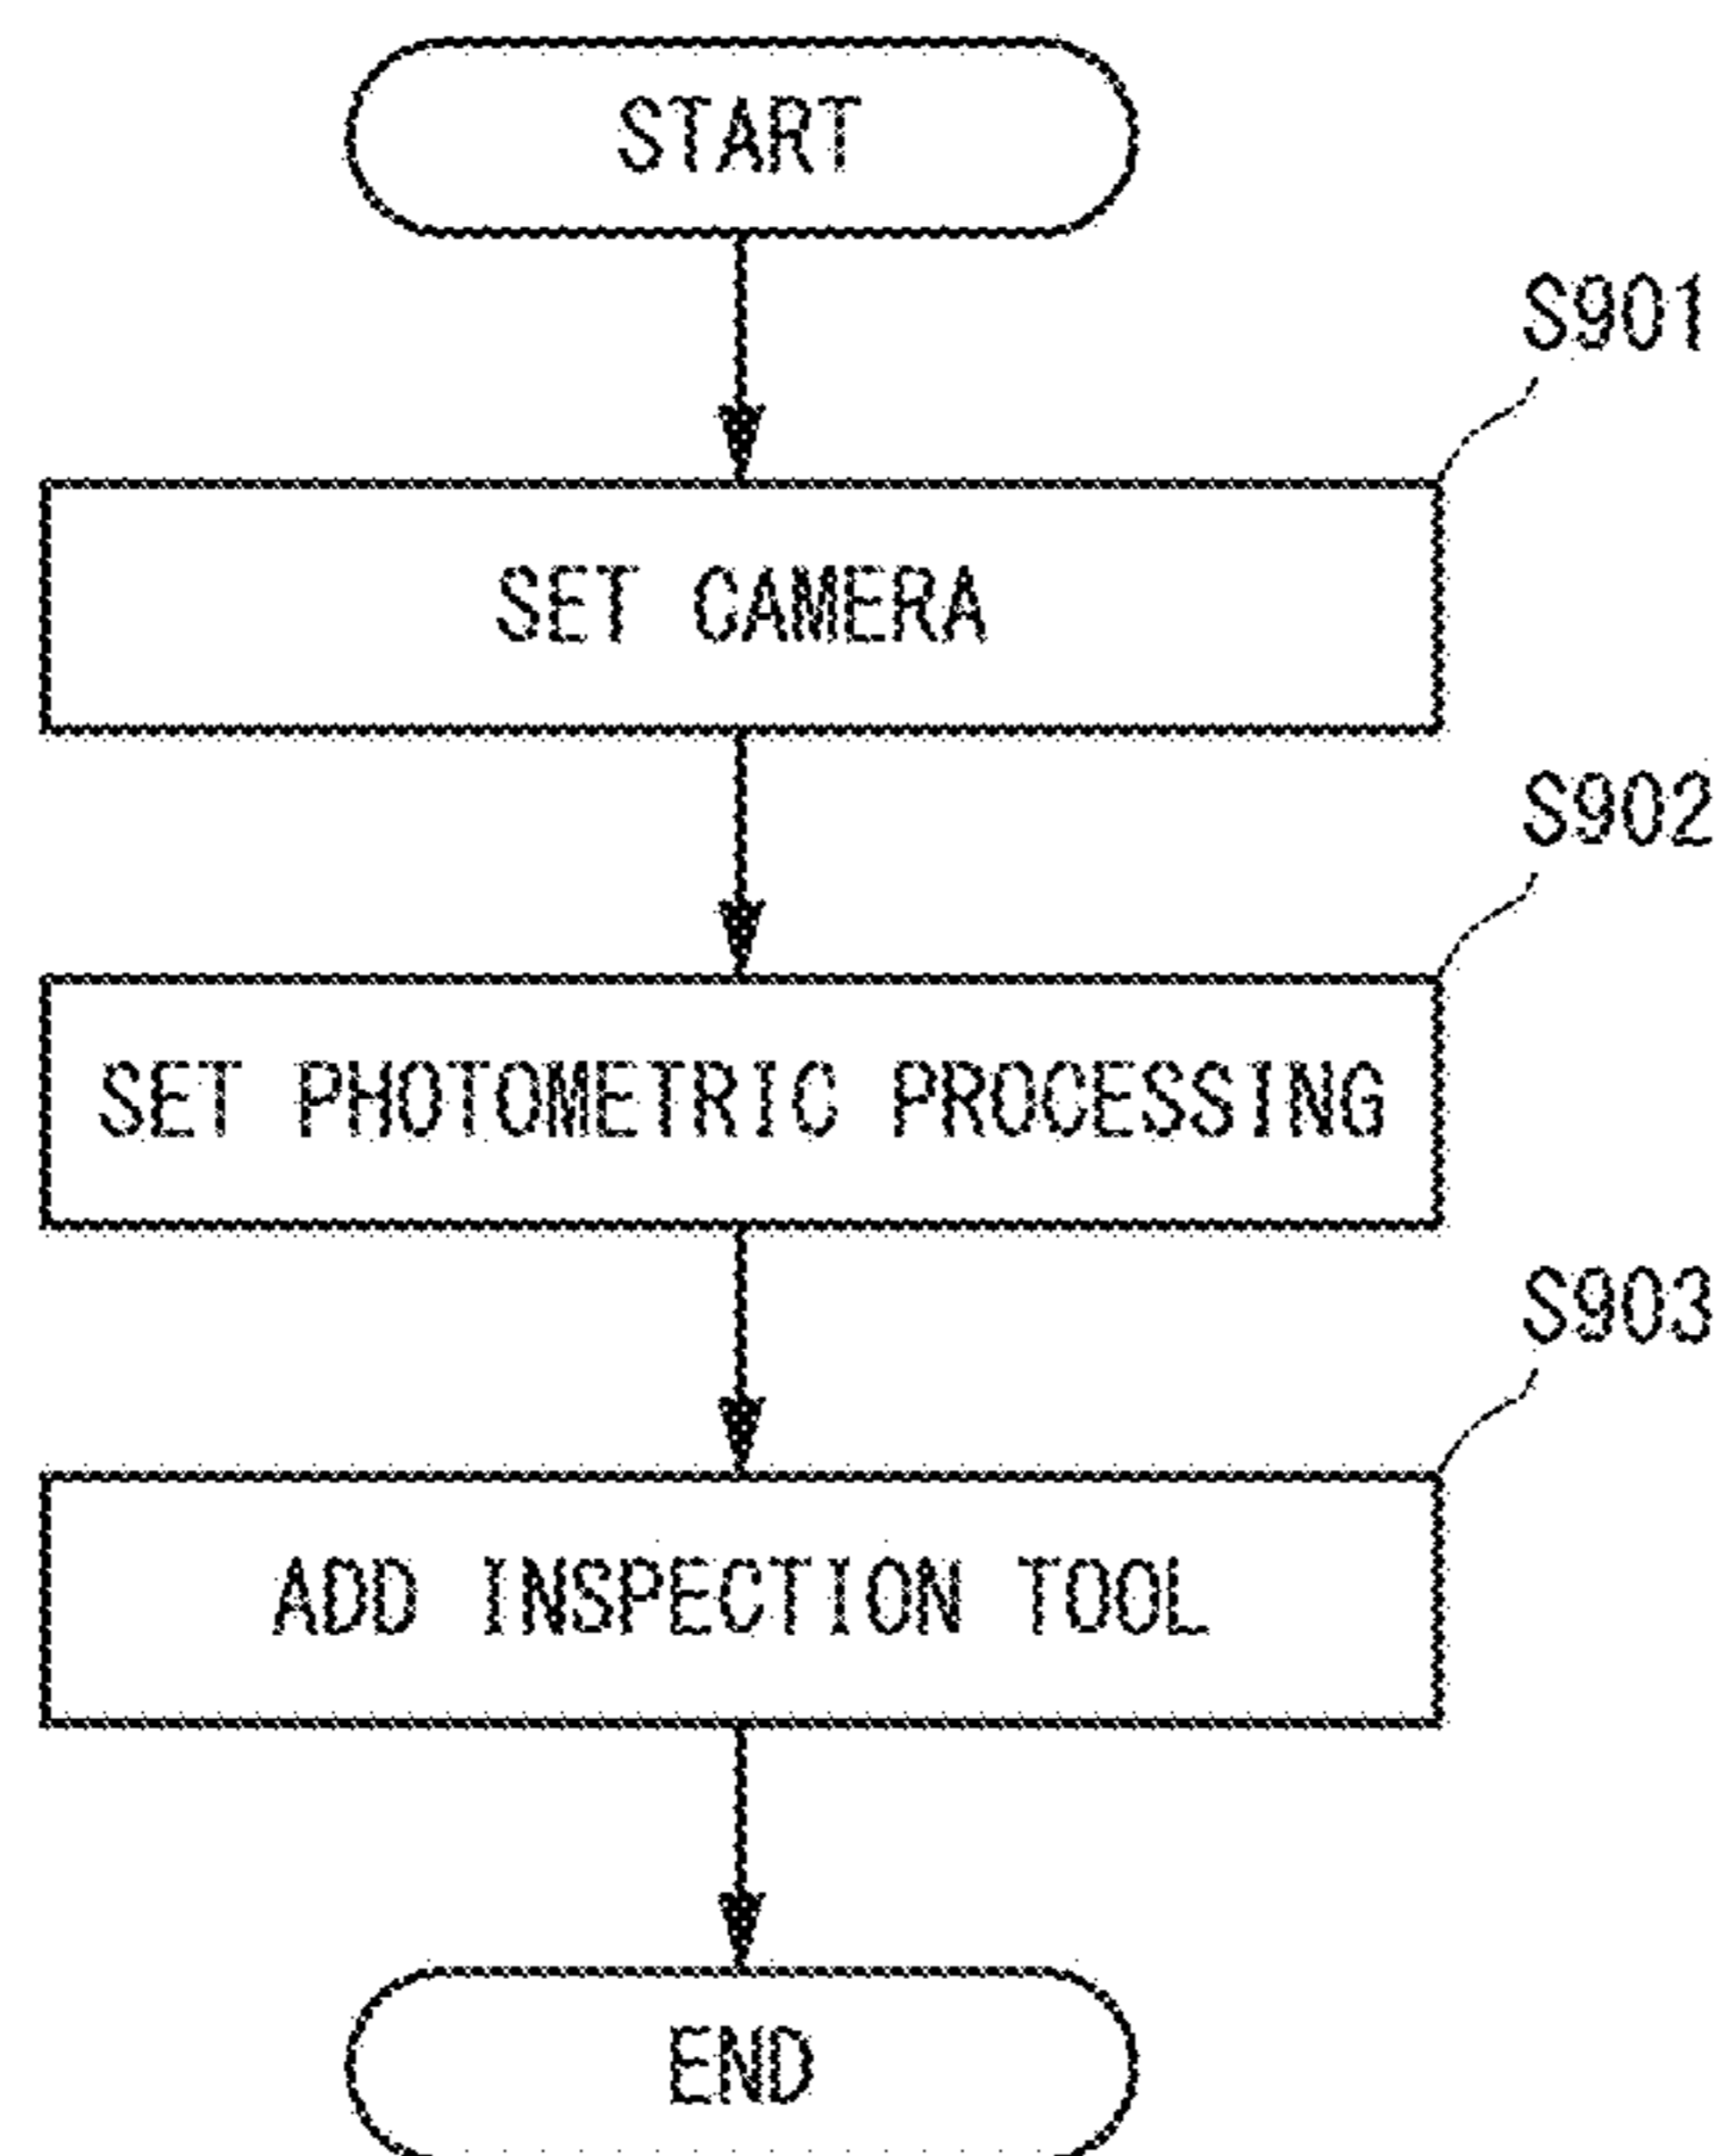 START
S901
SET CAMERA
S902
SET PHOTOMETRIC PROCESSING
S903
ADD INSPECTION TOOL
END